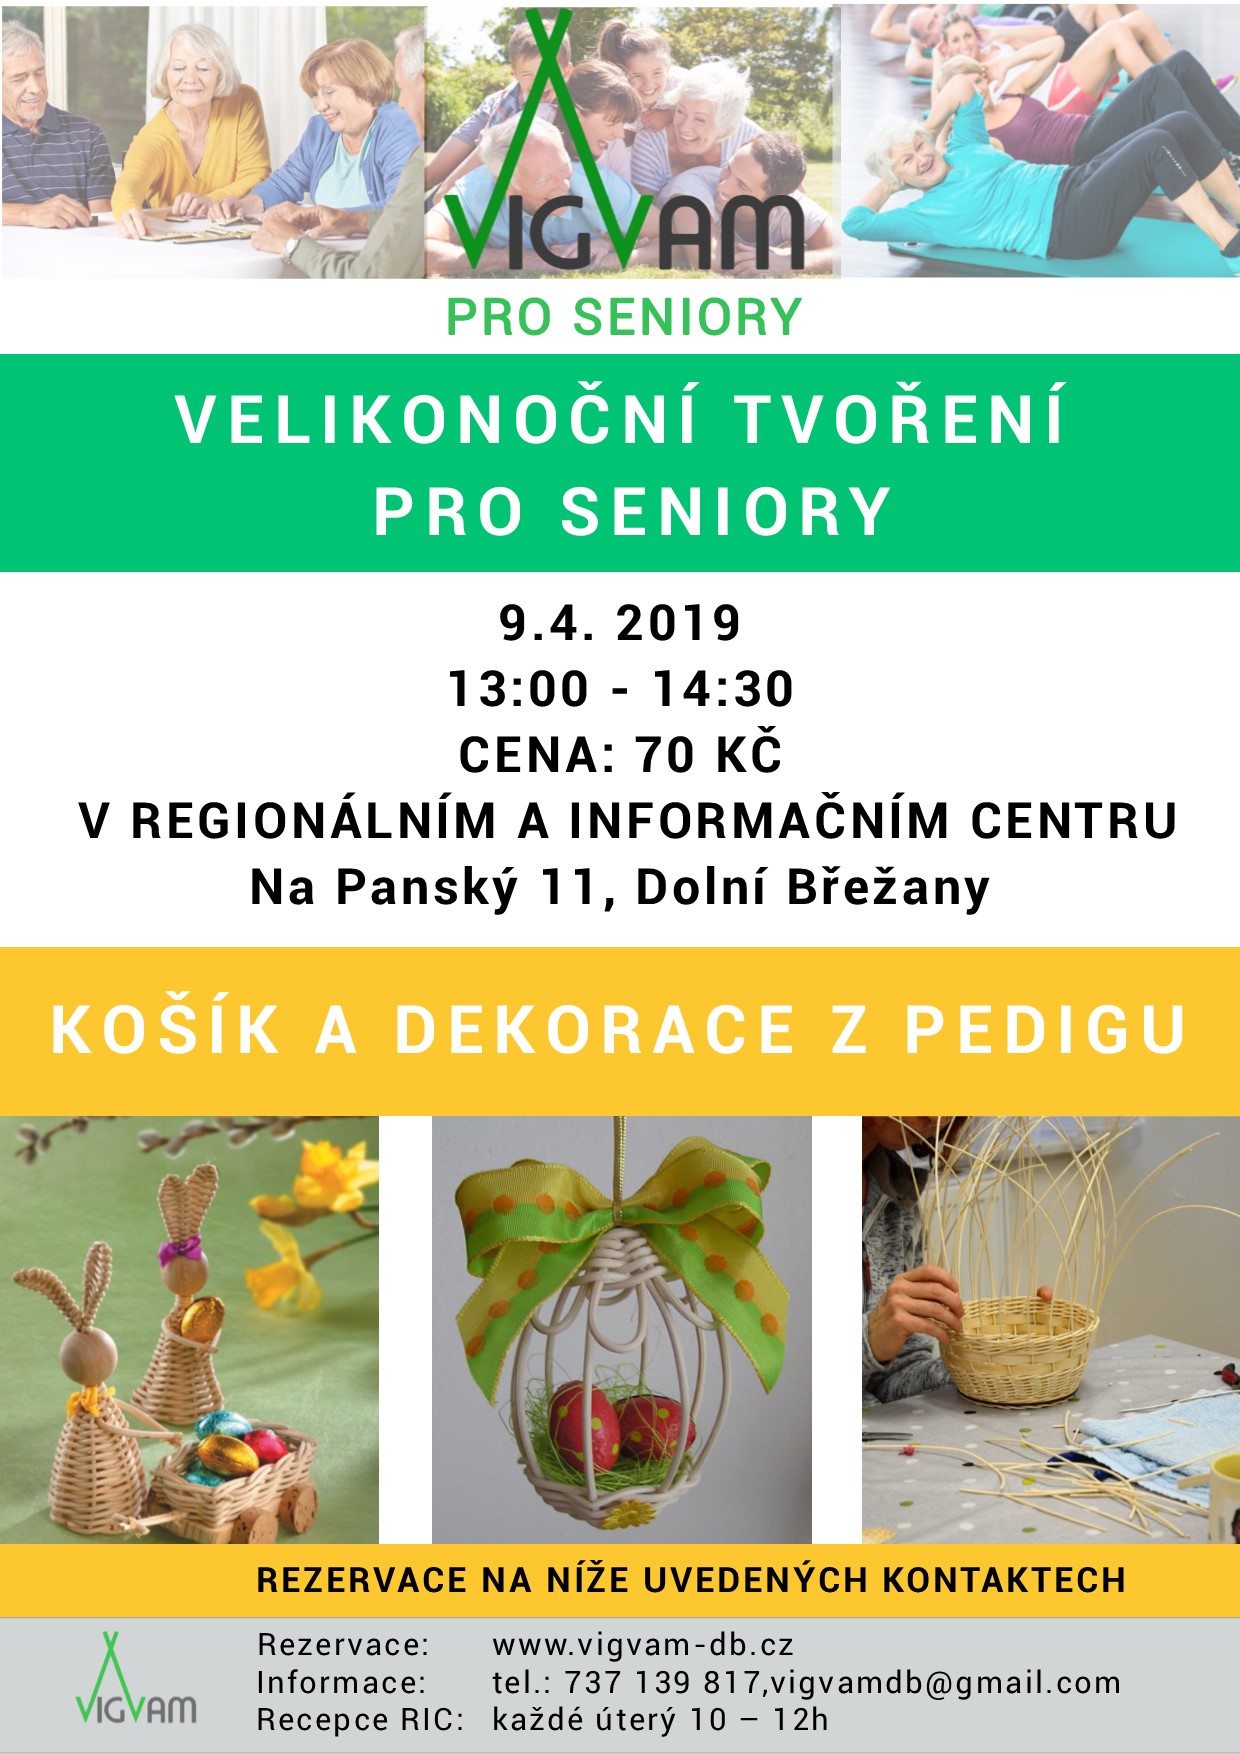 VIGVAM
PRO SENIORY
VELIKONOČNÍ TVOŘENÍ
PRO SENIORY
9.4. 2019
13:00 - 14:30
CENA: 70 KČ
V REGIONÁLNÍM A INFORMAČNÍM CENTRU
Na Panský 11, Dolní Břežany
KOŠÍK A DEKORACE Z PEDIGU
REZERVACE NA NÍŽE UVEDENÝCH KONTAKTECH
VIGVAM
Rezervace: www.vigvam-db.cz
Informace: tel.: 737 139 817,vigvamdb@gmail.com
Recepce RIC: každé úterý 10 – 12h